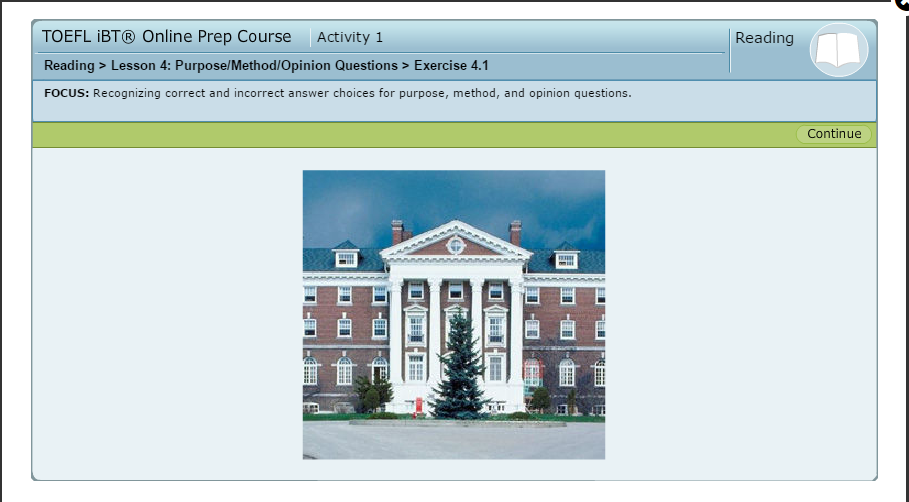 TOEFL iBT® Online Prep Course Activity 1
Reading
Reading > Lesson 4: Purpose/Method/Opinion Questions > Exercise 4.1
FOCUS: Recognizing correct and incorrect answer choices for purpose, method, and opinion questions.
Continue